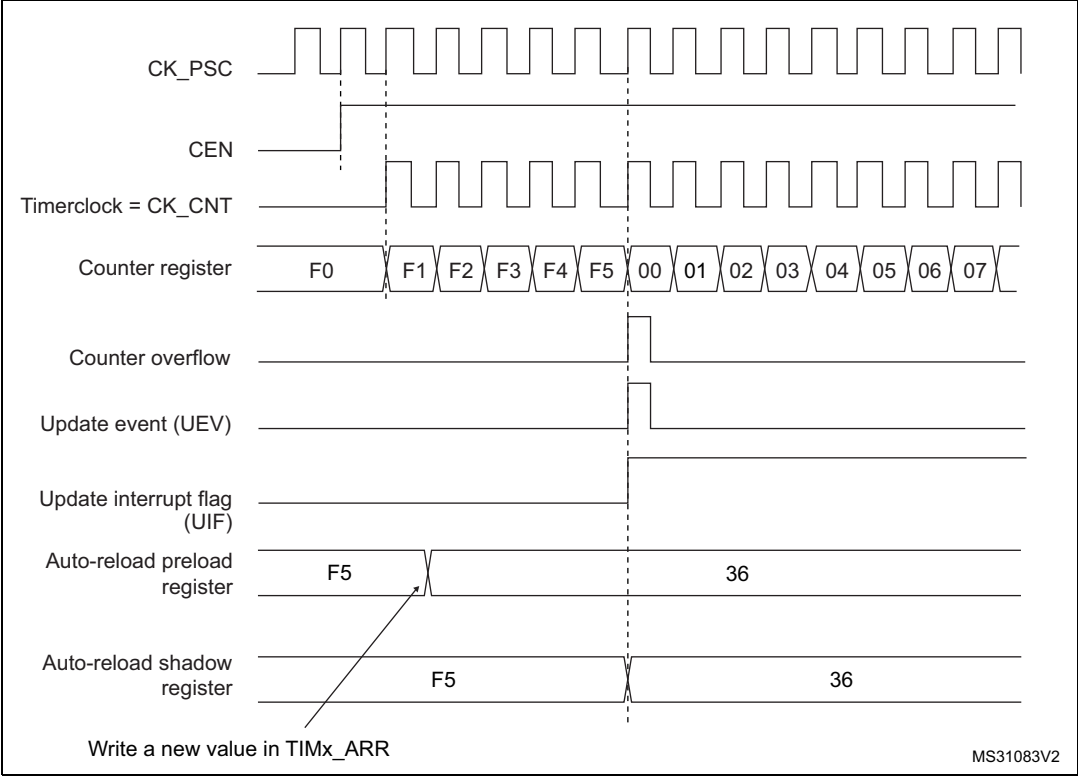 CK_PSC
CEN
Timerclock = CK_CNT
Counter register
F0 F1 F2 F3 F4 F5 00 01 02 03 04 05 06 07
Counter overflow
Update event (UEV)
Update interrupt flag
(UIF)
Auto-reload preload
register
F5 36
Auto-reload shadow
register
F5 36
Write a new value in TIMx_ARR
MS31083V2